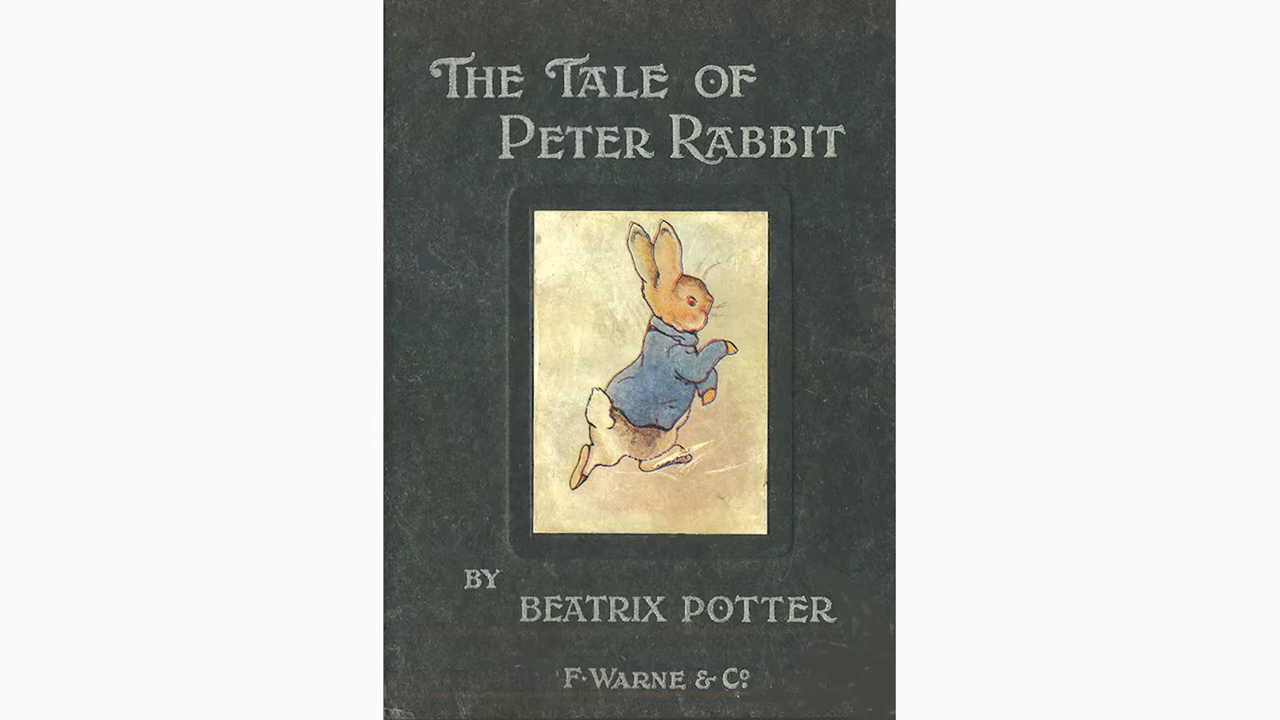 THE TALE OF
PETER RABBIT
BY
BEATRIX POTTER
F. WARNE & Co.